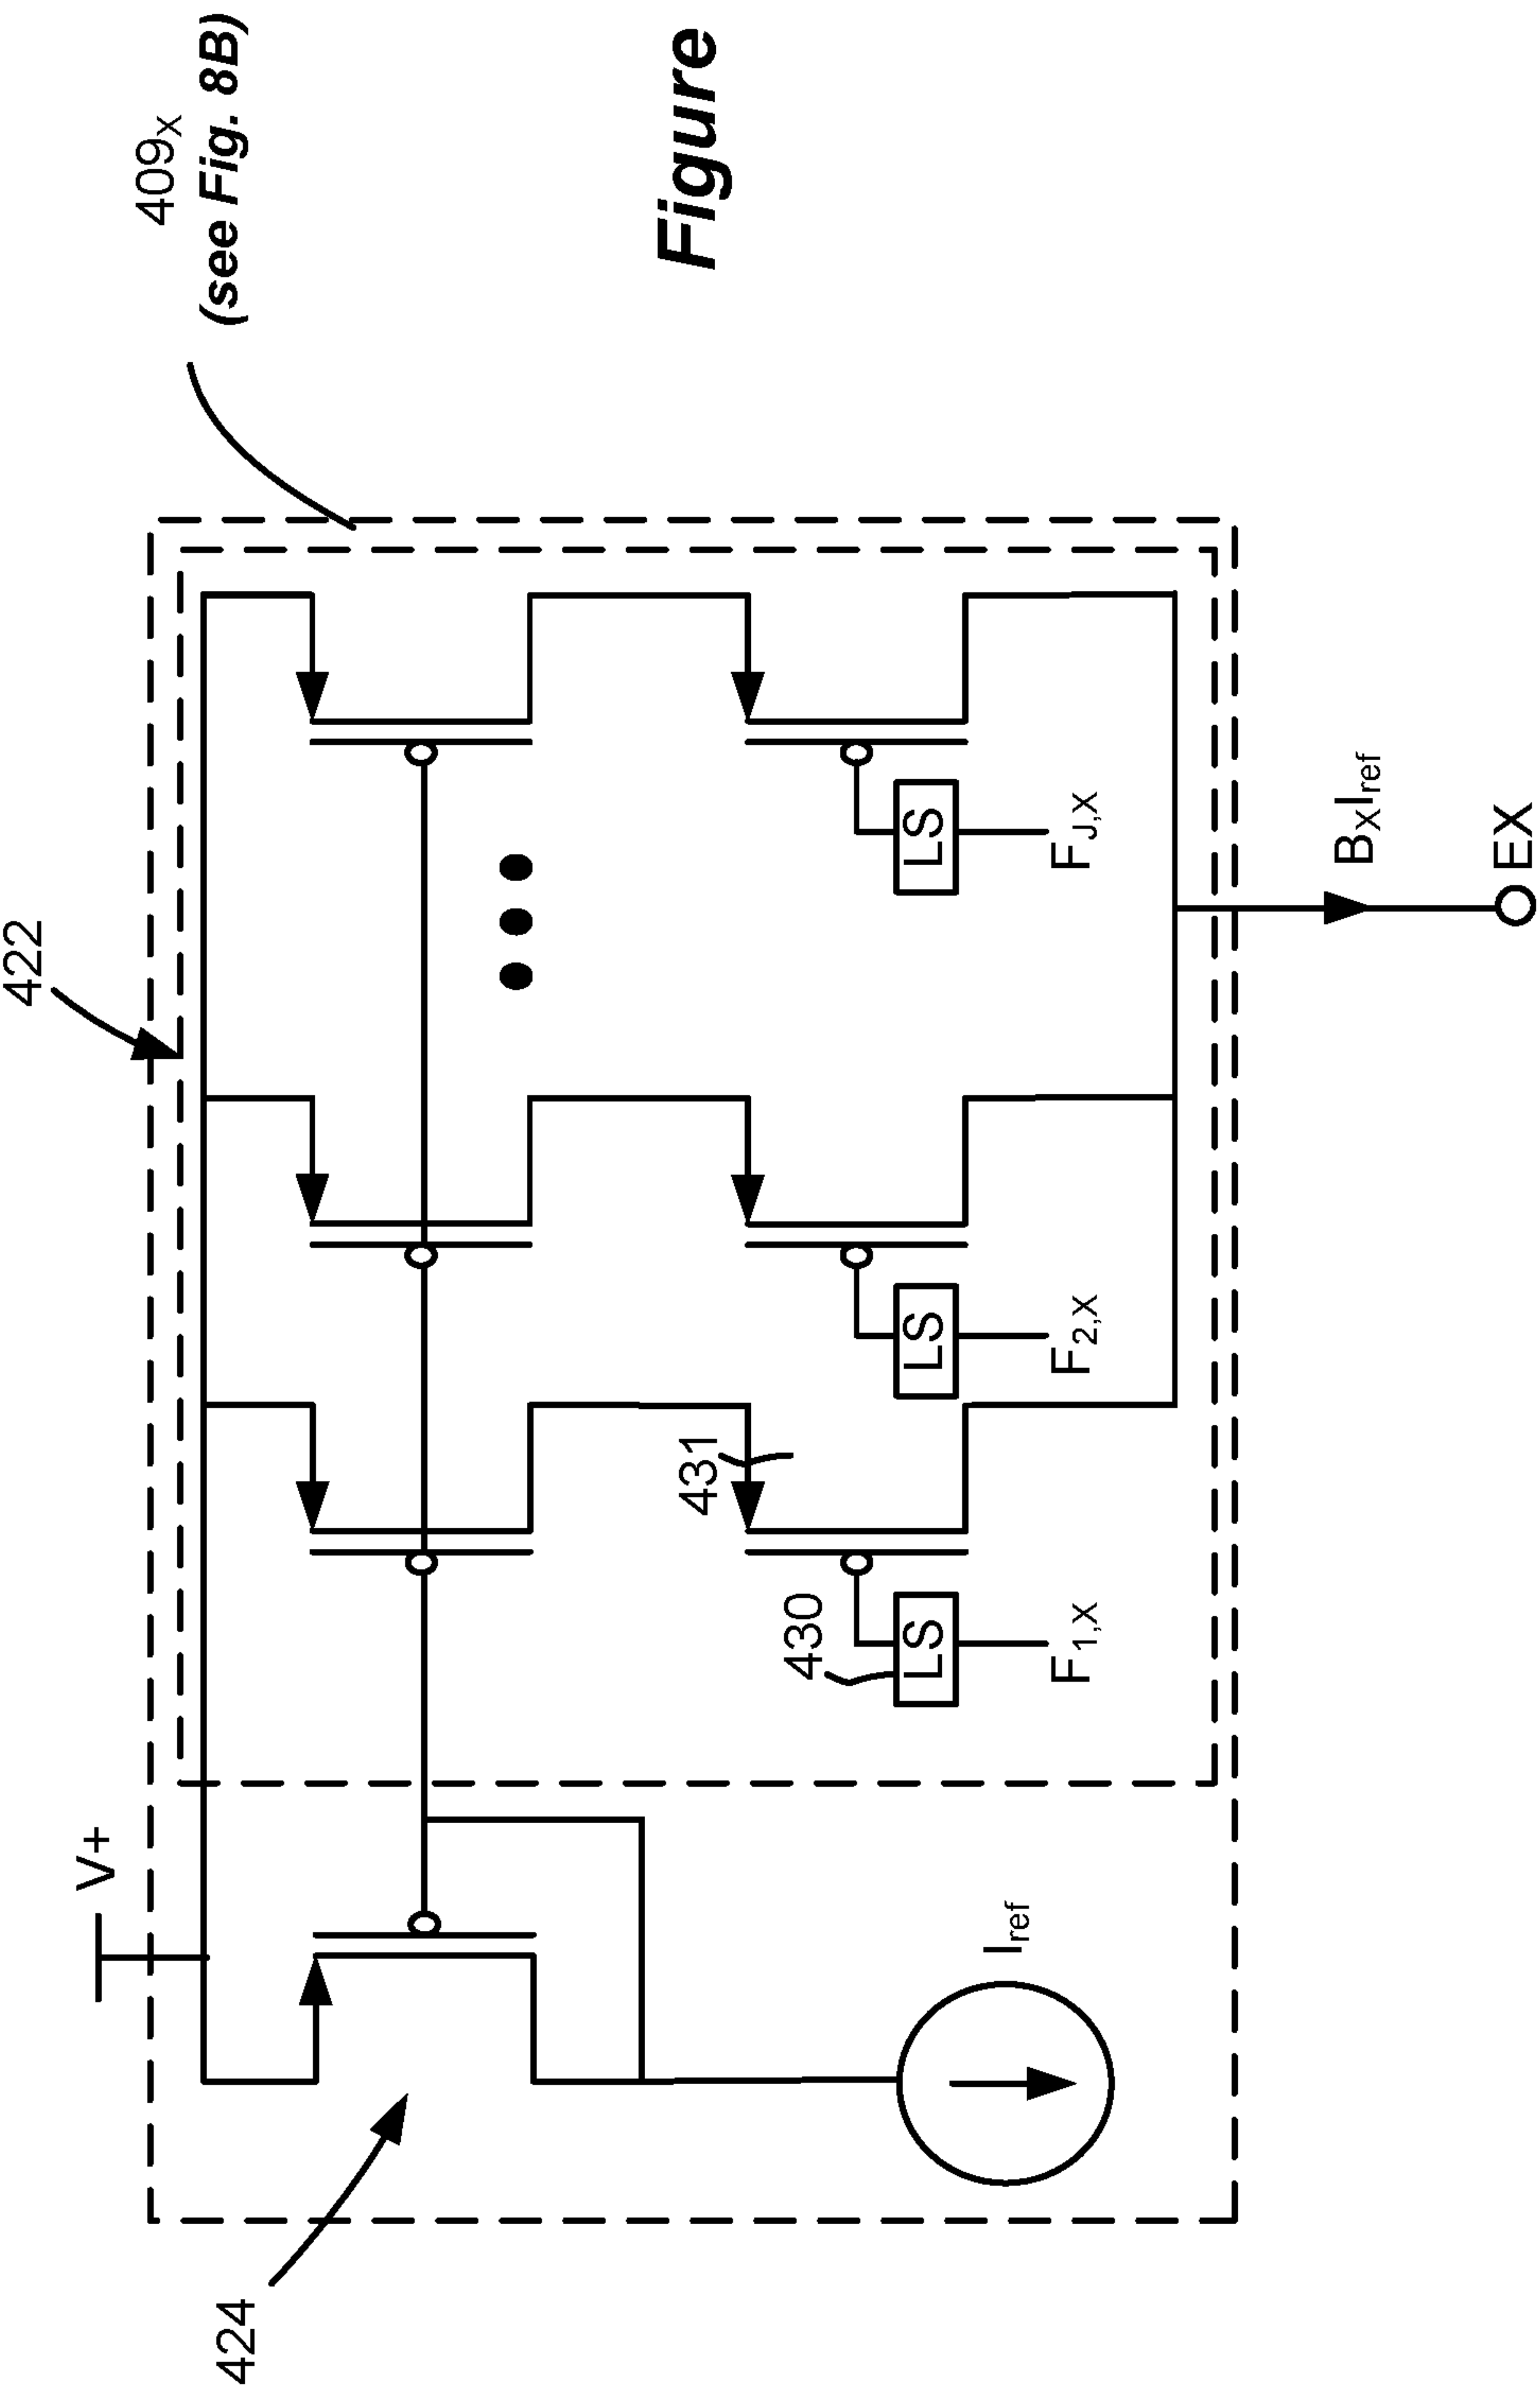 422
409X
(see Fig. 8B)
V+
424
431
430
LS
LS
LS
F1,X
F2,X
FJ,X
Iref
BXIref
EX
Figure